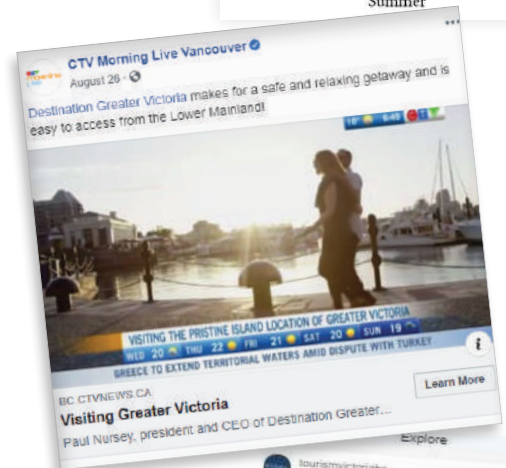 Summer
CTV Morning Live Vancouver
August 26 ·
Destination Greater Victoria makes for a safe and relaxing getaway and is
easy to access from the Lower Mainland!
VISITING THE PRISTINE ISLAND LOCATION OF GREATER VICTORIA
WED 20 THU 22 FRI 21 SAT 20 SUN 19
GREECE TO EXTEND TERRITORIAL WATERS AMID DISPUTE WITH TURKEY
BC.CTVNEWS.CA
Visiting Greater Victoria
Learn More
Paul Nursey, president and CEO of Destination Greater...
Explore